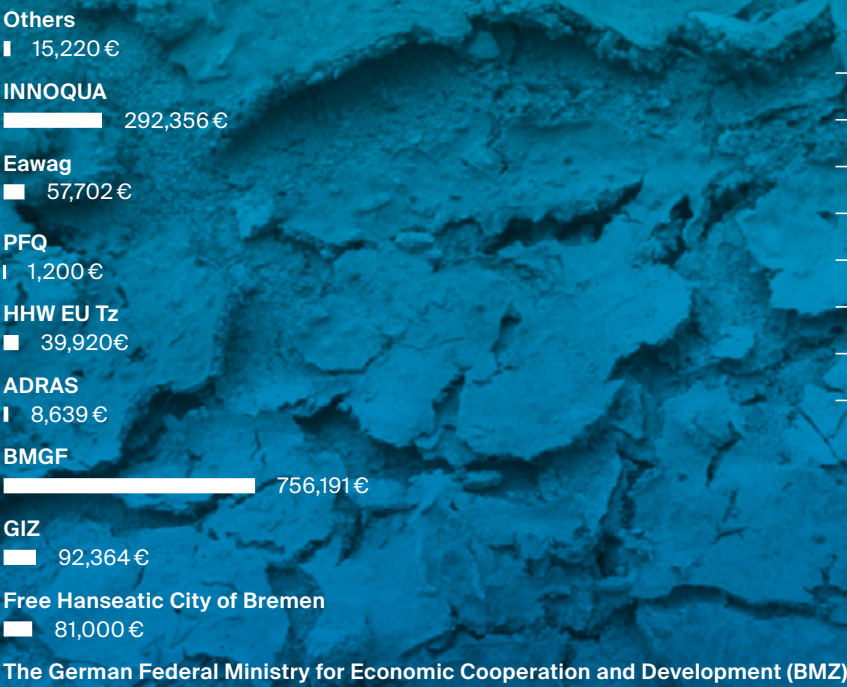 Others
15,220 €
INNOQUA
292,356 €
Eawag
57,702 €
PFQ
1,200 €
HHW EU Tz
39,920€
ADRAS
8,639 €
BMGF
756,191 €
GIZ
92,364 €
Free Hanseatic City of Bremen
81,000 €
The German Federal Ministry for Economic Cooperation and Development (BMZ)